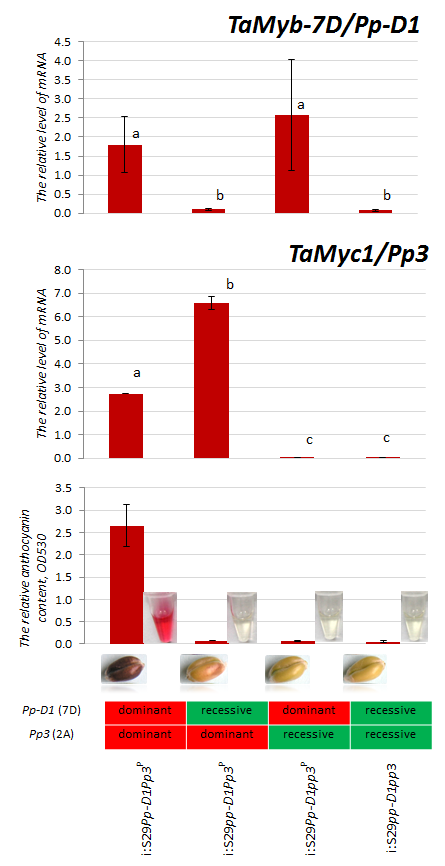 TaMyb-7D/Pp-D1
The relative level of mRNA
4.5
4.0
3.5
3.0
2.5
2.0
1.5
1.0
0.5
0.0
a
b
a
b
TaMyc1/Pp3
The relative level of mRNA
8.0
7.0
6.0
5.0
4.0
3.0
2.0
1.0
0.0
a
b
c
c
The relative anthocyanin
content, OD530
3.5
3.0
2.5
2.0
1.5
1.0
0.5
0.0
Pp-D1 (7D) dominant recessive dominant recessive
Pp3 (2A) dominant dominant recessive recessive
i:S29Pp-D1Pp3P
i:S29pp-D1Pp3P
i:S29Pp-D1pp3P
i:S29pp-D1pp3